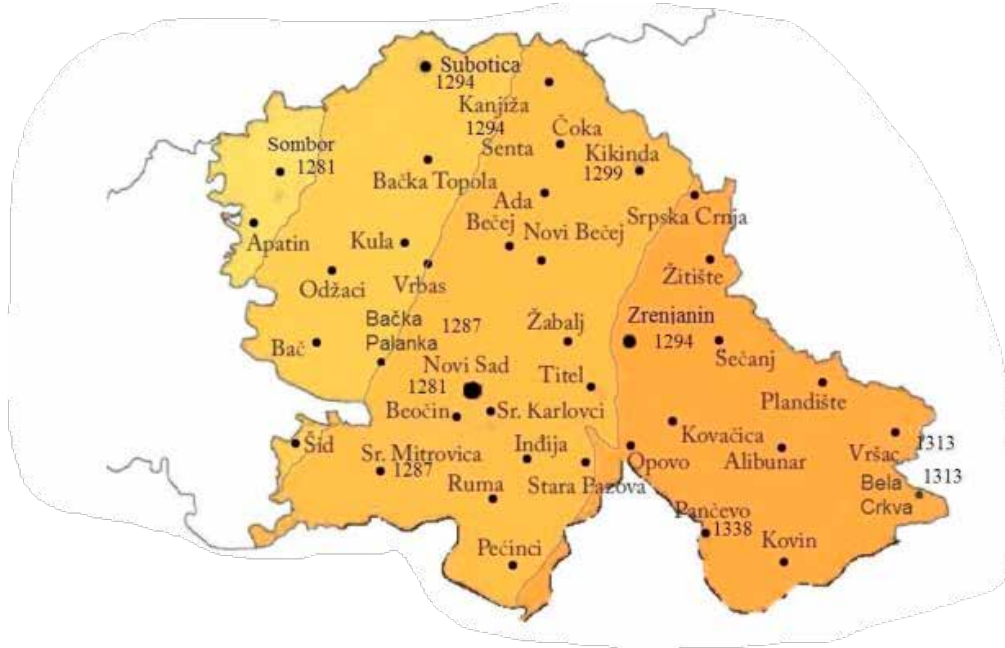 Subotica
1294
Kanjiža
1294
Senta
Čoka
Sombor
1281
Kikinda
1299
Bačka Topola
Ada
Srpska Crnja
Bečej
Novi Bečej
Apatin
Kula
Žitište
Odžaci
Vrbas
Bačka
Palanka
1287
Žabalj
Zrenjanin
1294
Bač
Sečanj
Novi Sad
1281
Titel
Plandište
Beočin
Sr. Karlovci
Šid
Sr. Mitrovica
1287
Inđija
Kovačica
Opovo
Alibunar
Vršac
1313
Ruma
Stara Pazova
Bela
Crkva
1313
Pančevo
1338
Pećinci
Kovin